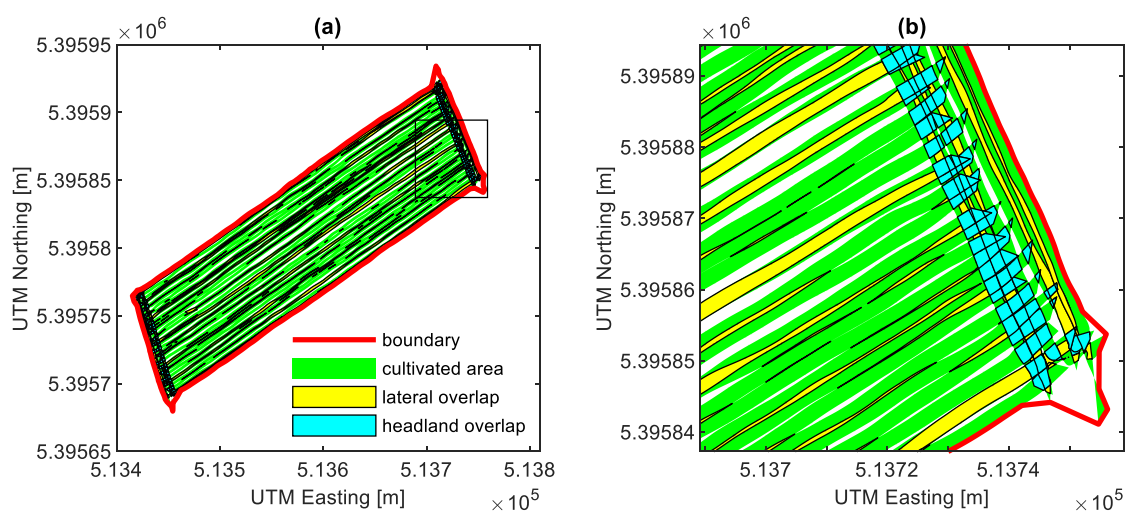 (a)
× 10^6
5.39595
5.3959
5.39585
5.3958
5.39575
5.3957
5.39565
UTM Northing [m]
5.134
5.135
5.136
5.137
5.138
UTM Easting [m]
× 10^5
boundary
cultivated area
lateral overlap
headland overlap
(b)
× 10^6
5.39589
5.39588
5.39587
5.39586
5.39585
5.39584
UTM Northing [m]
5.137
5.1372
5.1374
UTM Easting [m]
× 10^5